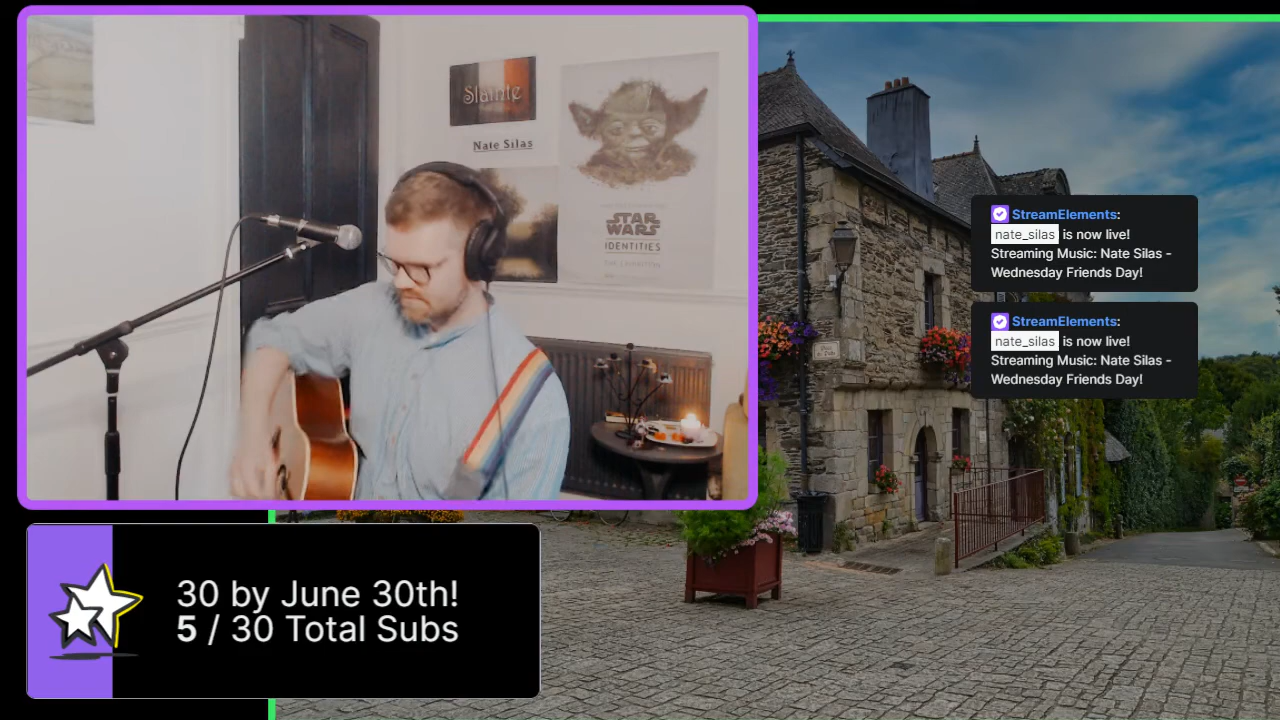 Sláinte
Nate Silas
STAR
WARS
IDENTITIES
StreamElements:
nate_silas is now live!
Streaming Music: Nate Silas -
Wednesday Friends Day!
StreamElements:
nate_silas is now live!
Streaming Music: Nate Silas -
Wednesday Friends Day!
30 by June 30th!
5 / 30 Total Subs